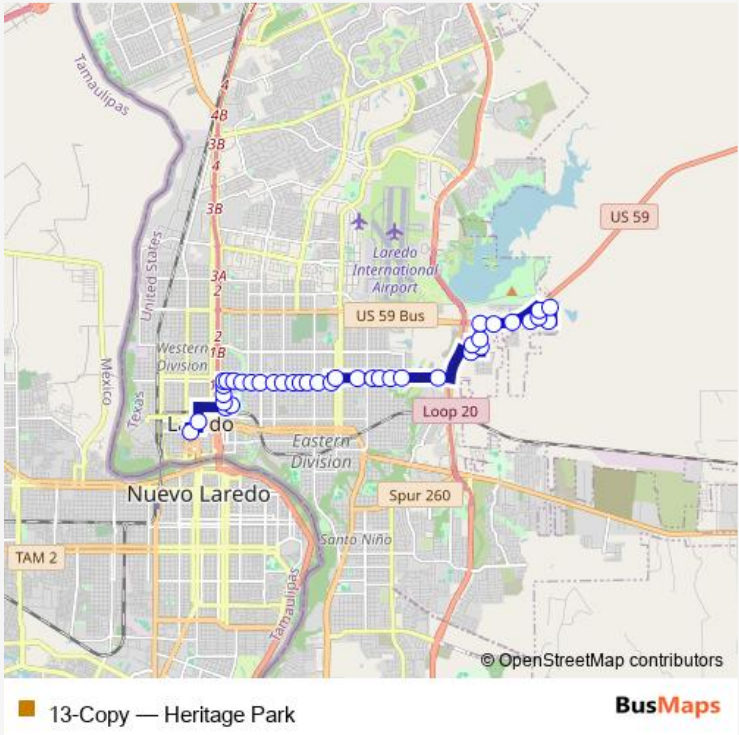 Tamaulipas
4
4B
3B
4
3B
United States
US 59
Laredo
International
Airport
3A
2
US 59 Bus
2
1B
Western
Division
México
Texas
Loop 20
Laredo
Eastern
Division
Nuevo Laredo
Spur 260
Santo Niño
TAM 2
Tamaulipas
© OpenStreetMap contributors
13-Copy — Heritage Park
BusMaps